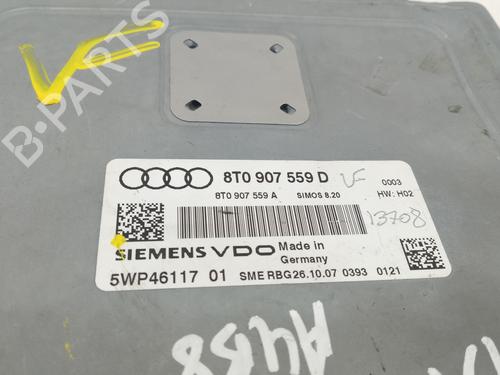 B-PARTS
8T0 907 559 D
VF
0003
8T0 907 559 A
SIMOS 8.20
HW: H02
13708
SIEMENS VDO
Made in
Germany
5WP46117 01
SME RBG26.10.07 0393 0121
A4B8